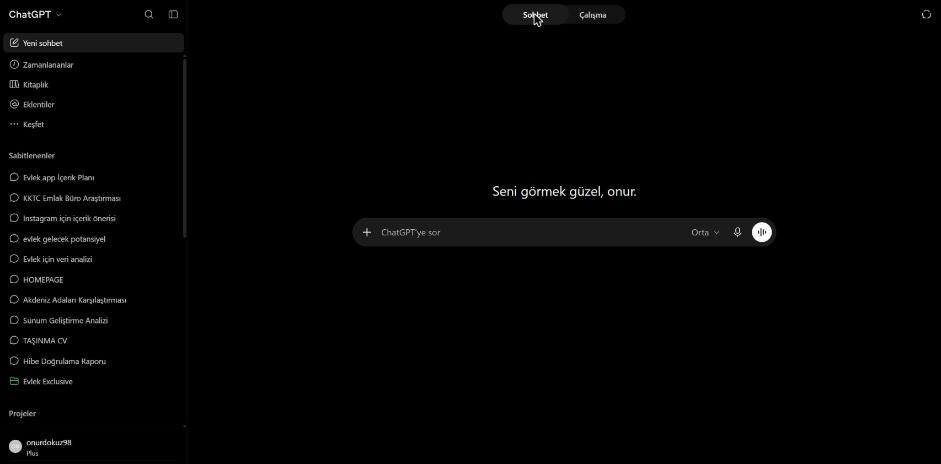 ChatGPT
Sohbet
Çalışma
Yeni sohbet
Zamanlananlar
Kitaplık
Eklentiler
Keşfet
Sabitlenenler
Evlek.app İçerik Planı
KKTC Emlak Büro Araştırması
Instagram için içerik önerisi
evlek gelecek potansiyel
Evlek için veri analizi
HOMEPAGE
Akdeniz Adaları Karşılaştırması
Sunum Geliştirme Analizi
TAŞINMA CV
Hibe Doğrulama Raporu
Evlek Exclusive
Projeler
onurdokuz98
Plus
Seni görmek güzel, onur.
ChatGPT'ye sor
Orta